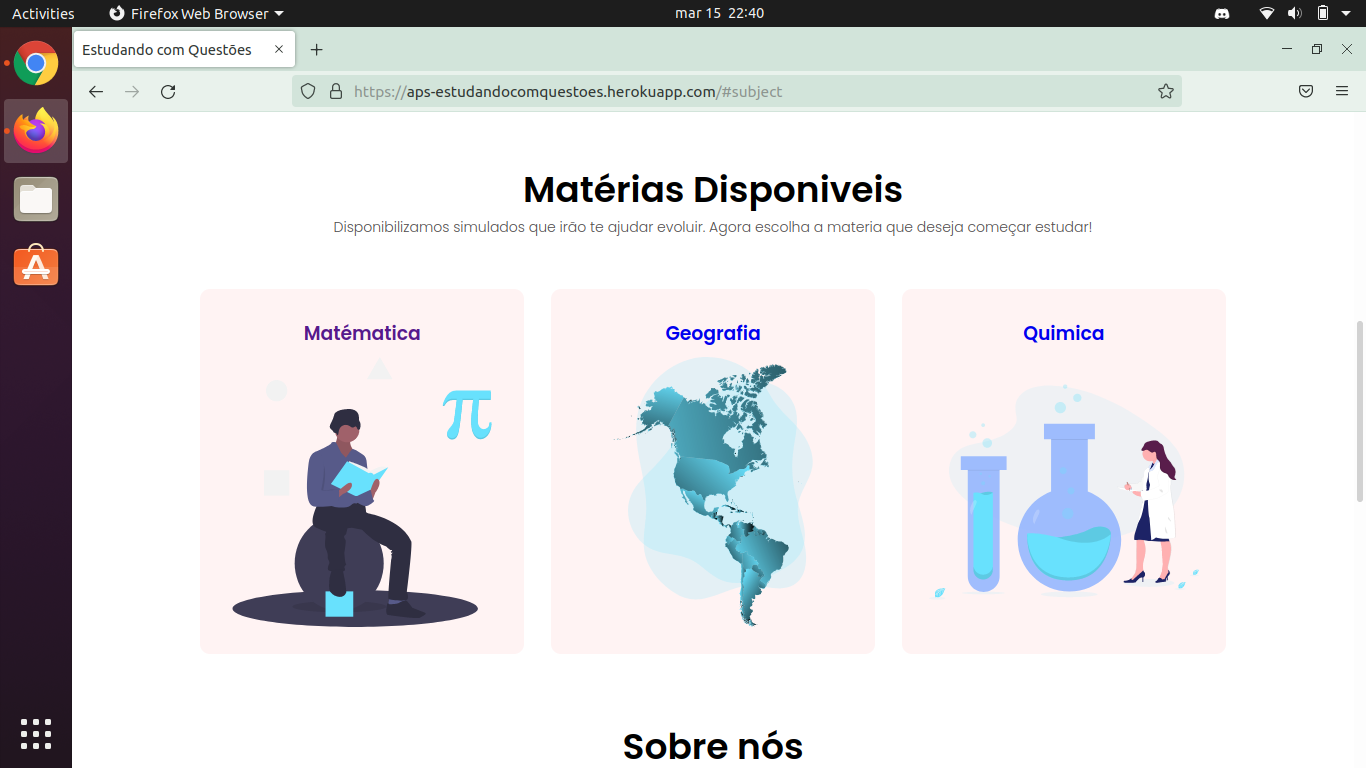 Activities Firefox Web Browser mar 15 22:40
Estudando com Questões
https://aps-estudandocomquestoes.herokuapp.com/#subject
Matérias Disponiveis
Disponibilizamos simulados que irão te ajudar evoluir. Agora escolha a materia que deseja começar estudar!
Matématica
Geografia
Quimica
π
Sobre nós